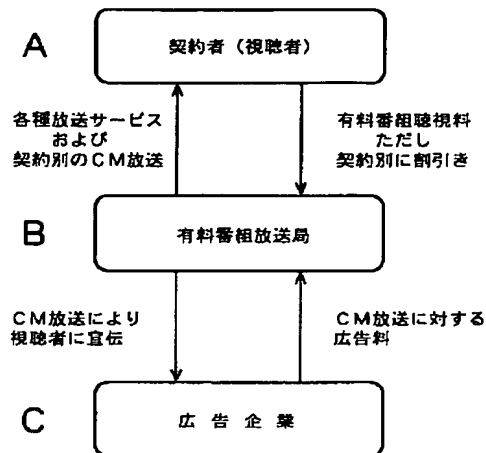 A
契約者（視聴者）
各種放送サービス
および
契約別のＣＭ放送
有料番組聴視料
ただし
契約別に割引き
B
有料番組放送局
ＣＭ放送により
視聴者に宣伝
ＣＭ放送に対する
広告料
C
広 告 企 業